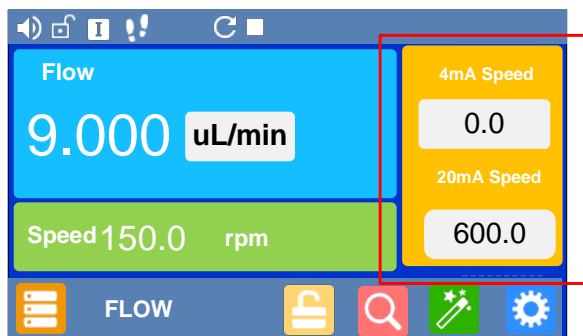 I
Flow
9.000 uL/min
Speed 150.0 rpm
4mA Speed
0.0
20mA Speed
600.0
FLOW